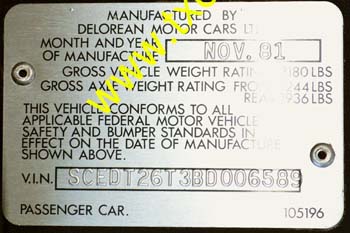 MANUFACTURED BY
DELOREAN MOTOR CARS LT
MONTH AND YEAR
OF MANUFACTURE NOV. 81
GROSS VEHICLE WEIGHT RATING 3180 LBS
GROSS AXLE WEIGHT RATING FRONT 1244 LBS
REAR 1936 LBS
THIS VEHICLE CONFORMS TO ALL
APPLICABLE FEDERAL MOTOR VEHICLE
SAFETY AND BUMPER STANDARDS IN
EFFECT ON THE DATE OF MANUFACTURE
SHOWN ABOVE.
V.I.N. SCEDT26T3BD006589
PASSENGER CAR. 105196